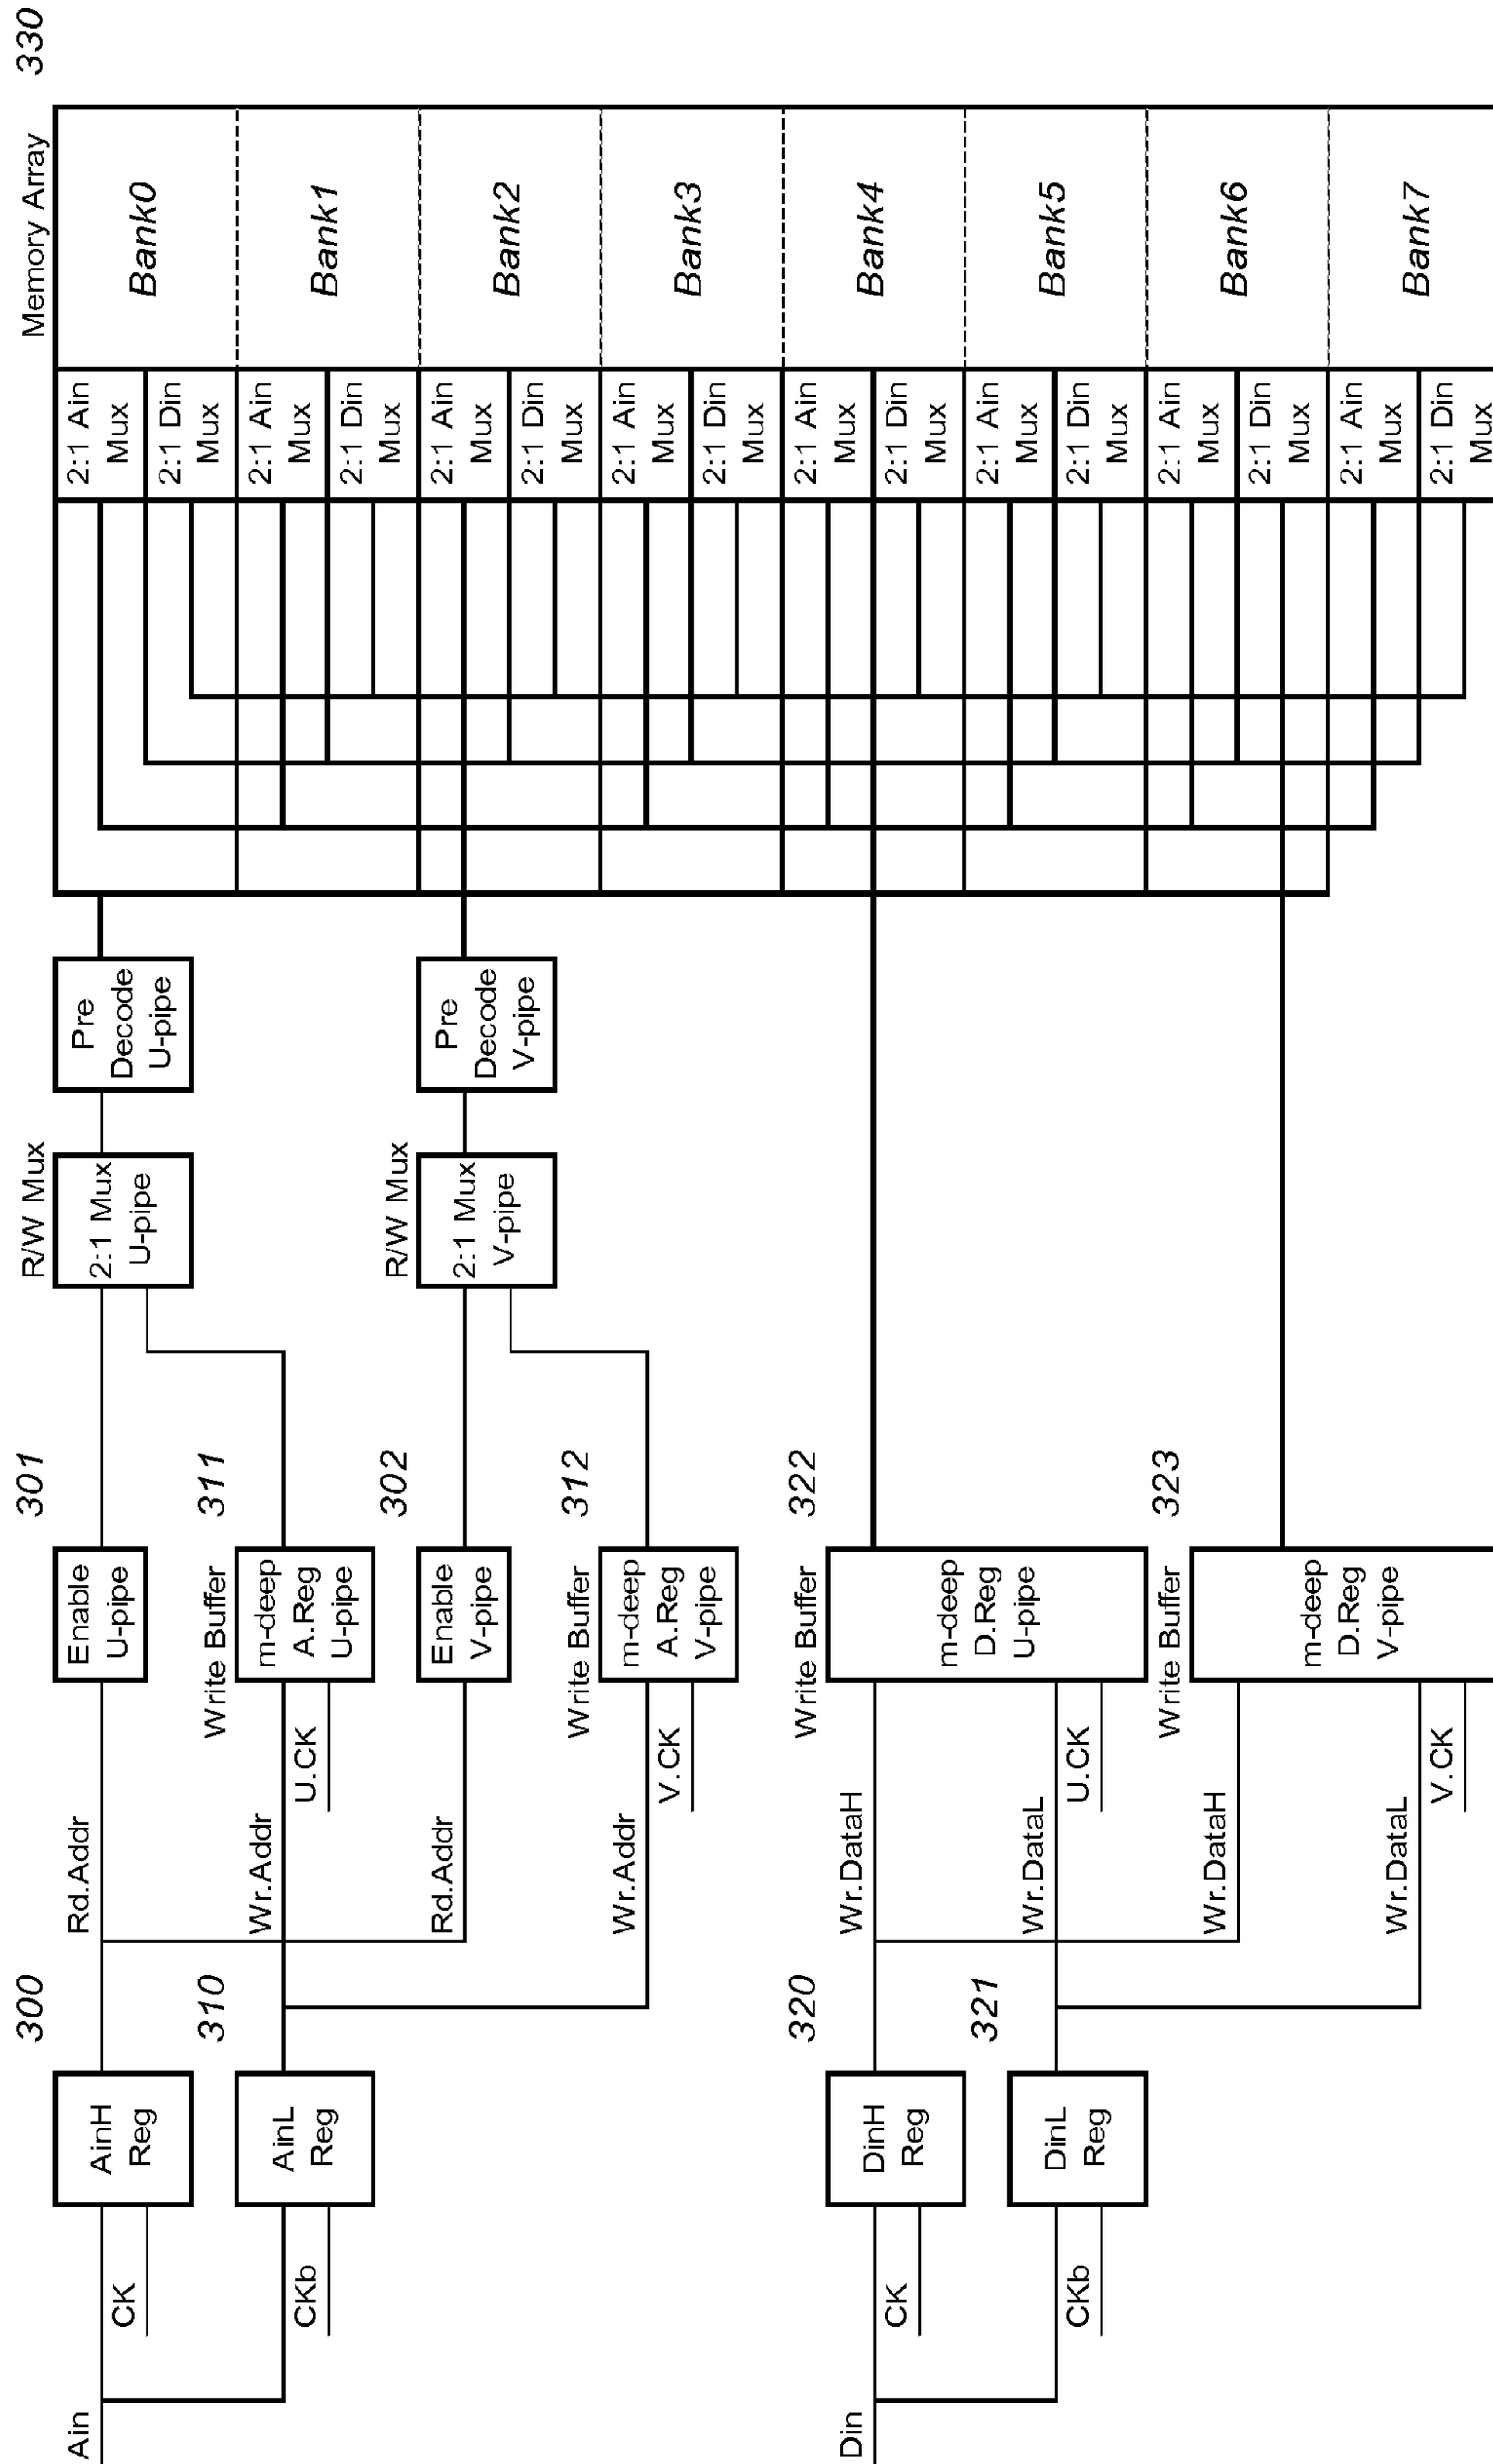 330
Memory Array
Bank0
Bank1
Bank2
Bank3
Bank4
Bank5
Bank6
Bank7
2:1 Ain
Mux
2:1 Din
Mux
2:1 Ain
Mux
2:1 Din
Mux
2:1 Ain
Mux
2:1 Din
Mux
2:1 Ain
Mux
2:1 Din
Mux
2:1 Ain
Mux
2:1 Din
Mux
2:1 Ain
Mux
2:1 Din
Mux
2:1 Ain
Mux
2:1 Din
Mux
2:1 Ain
Mux
2:1 Din
Mux
Pre
Decode
U-pipe
Pre
Decode
V-pipe
R/W Mux
2:1 Mux
U-pipe
R/W Mux
2:1 Mux
V-pipe
301
Enable
U-pipe
311
Write Buffer
m-deep
A.Reg
U-pipe
302
Enable
V-pipe
312
Write Buffer
m-deep
A.Reg
V-pipe
322
Write Buffer
m-deep
D.Reg
U-pipe
323
Write Buffer
m-deep
D.Reg
V-pipe
Rd.Addr
Wr.Addr
U.CK
Rd.Addr
Wr.Addr
V.CK
Wr.DataH
Wr.DataL
U.CK
Wr.DataH
Wr.DataL
V.CK
300
AinH
Reg
310
AinL
Reg
320
DinH
Reg
321
DinL
Reg
Ain
CK
CKb
Din
CK
CKb